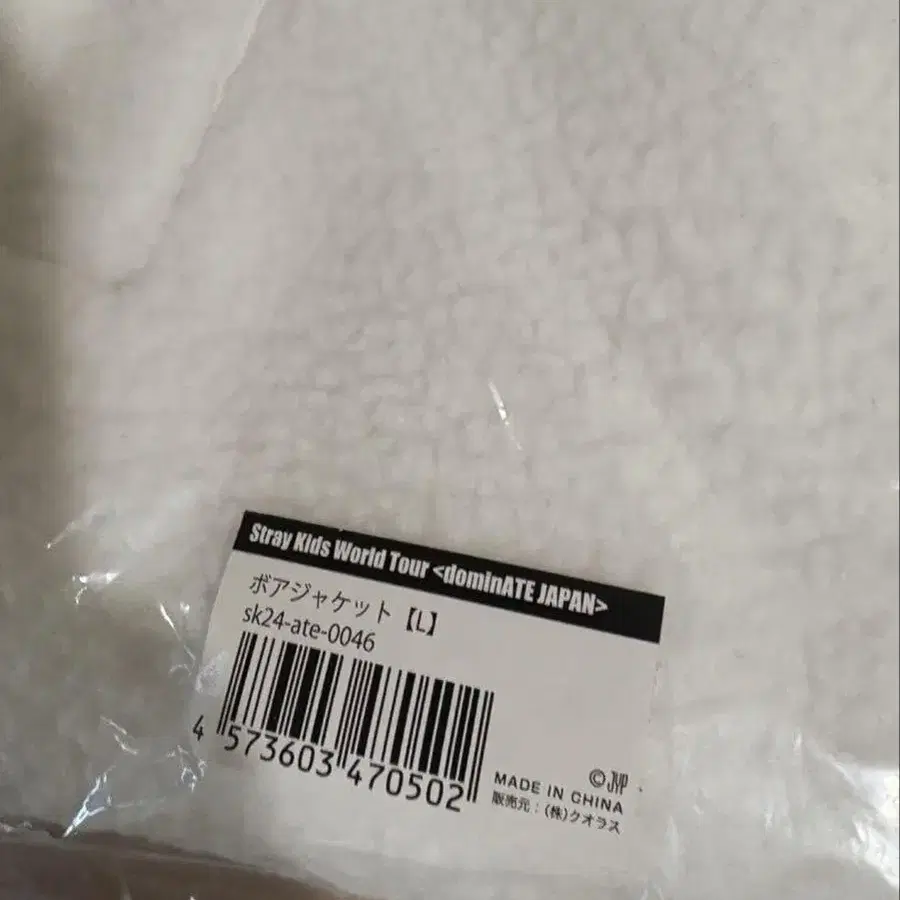 Stray Kids World Tour <dominATE JAPAN>
ボアジャケット【L】
sk24-ate-0046
4 573603 470502
©JYP
MADE IN CHINA
販売元：(株)クオラス